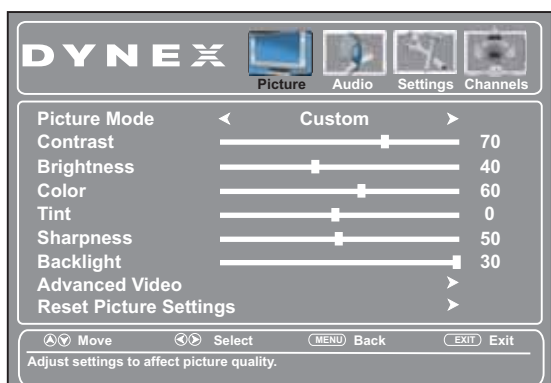 DYNEX
Picture Audio Settings Channels
Picture Mode Custom
Contrast 70
Brightness 40
Color 60
Tint 0
Sharpness 50
Backlight 30
Advanced Video
Reset Picture Settings
Move Select MENU Back EXIT Exit
Adjust settings to affect picture quality.